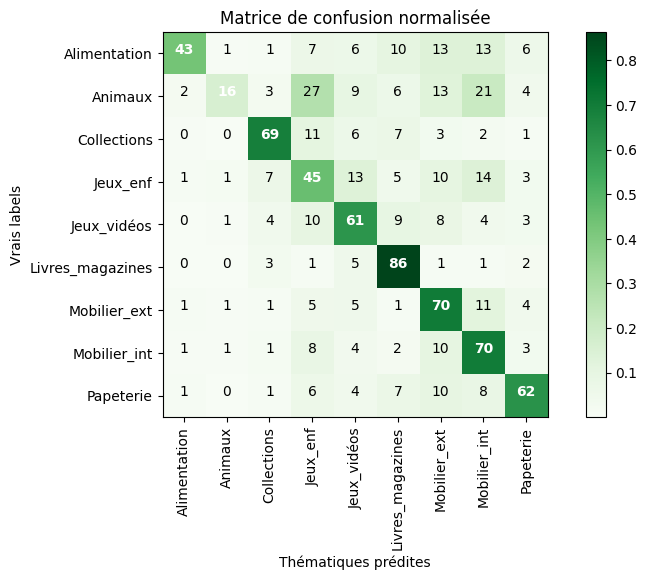 Matrice de confusion normalisée
Vrais labels
Alimentation 43 1 1 7 6 10 13 13 6
Animaux 2 16 3 27 9 6 13 21 4
Collections 0 0 69 11 6 7 3 2 1
Jeux_enf 1 1 7 45 13 5 10 14 3
Jeux_vidéos 0 1 4 10 61 9 8 4 3
Livres_magazines 0 0 3 1 5 86 1 1 2
Mobilier_ext 1 1 1 5 5 1 70 11 4
Mobilier_int 1 1 1 8 4 2 10 70 3
Papeterie 1 0 1 6 4 7 10 8 62
Alimentation
Animaux
Collections
Jeux_enf
Jeux_vidéos
Livres_magazines
Mobilier_ext
Mobilier_int
Papeterie
Thématiques prédites
0.8
0.7
0.6
0.5
0.4
0.3
0.2
0.1